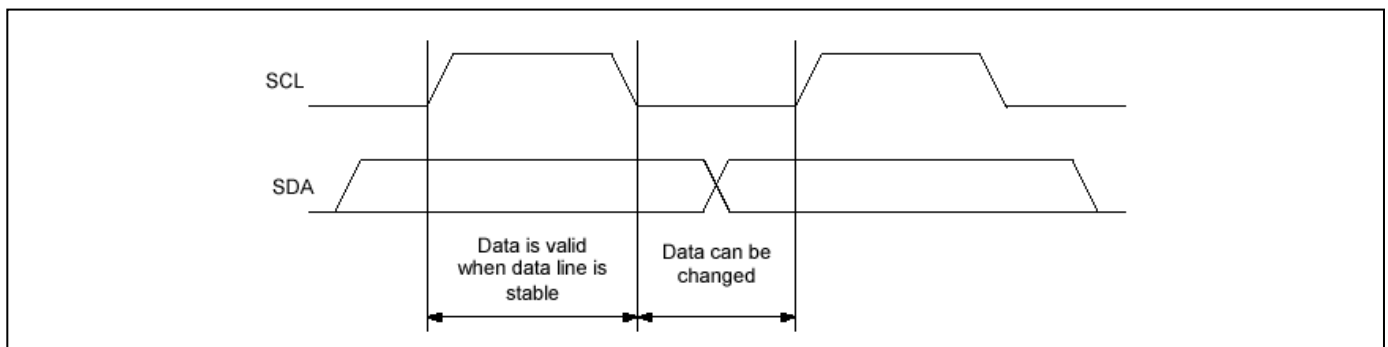 SCL
SDA
Data is valid
when data line is
stable
Data can be
changed